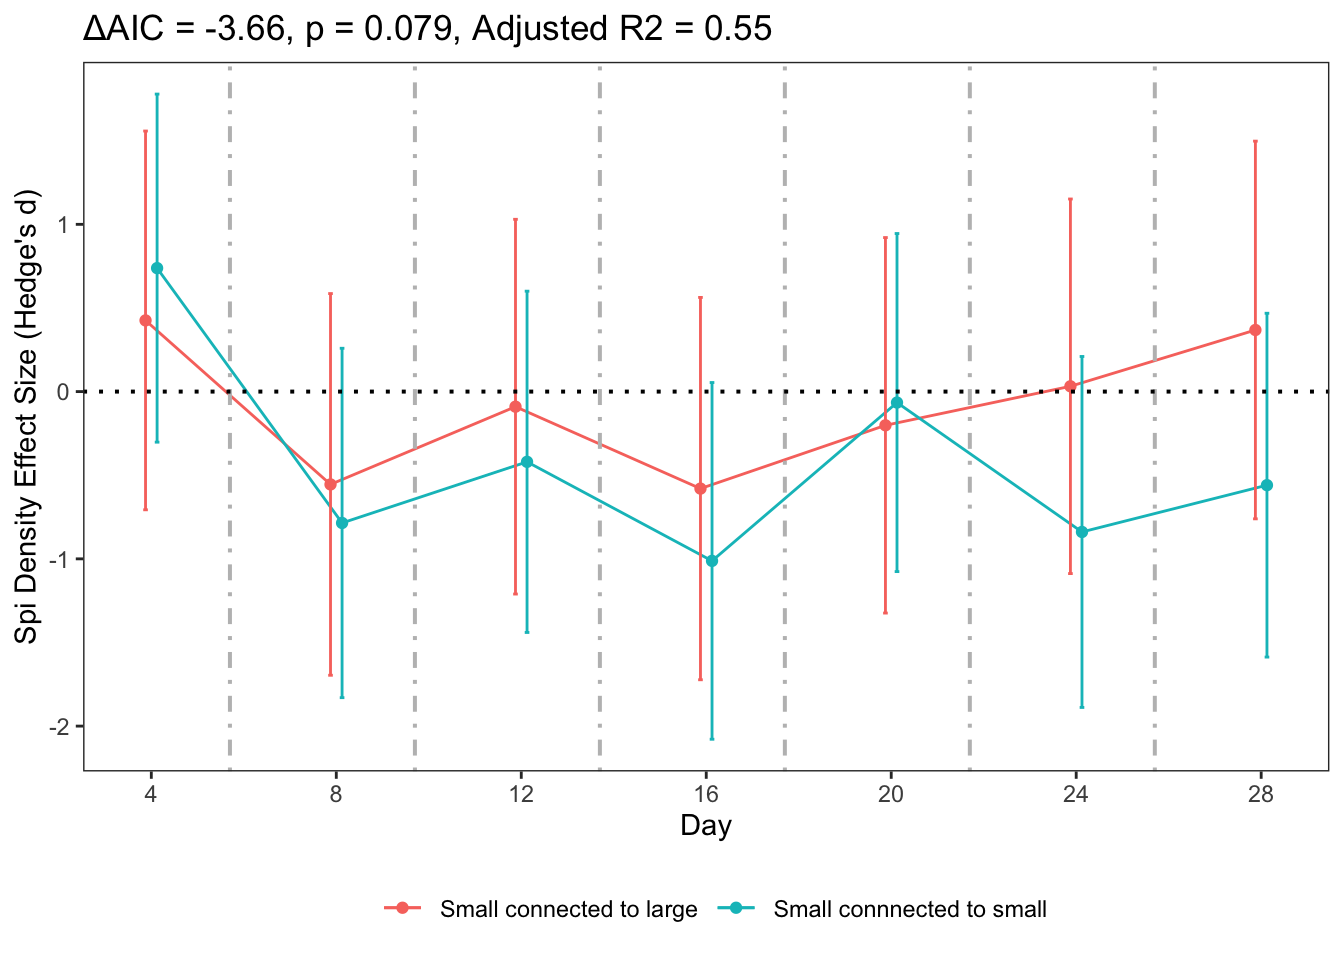 ΔAIC = -3.66, p = 0.079, Adjusted R2 = 0.55
Spi Density Effect Size (Hedge's d)
1
0
-1
-2
4 8 12 16 20 24 28
Day
Small connected to large Small connnected to small